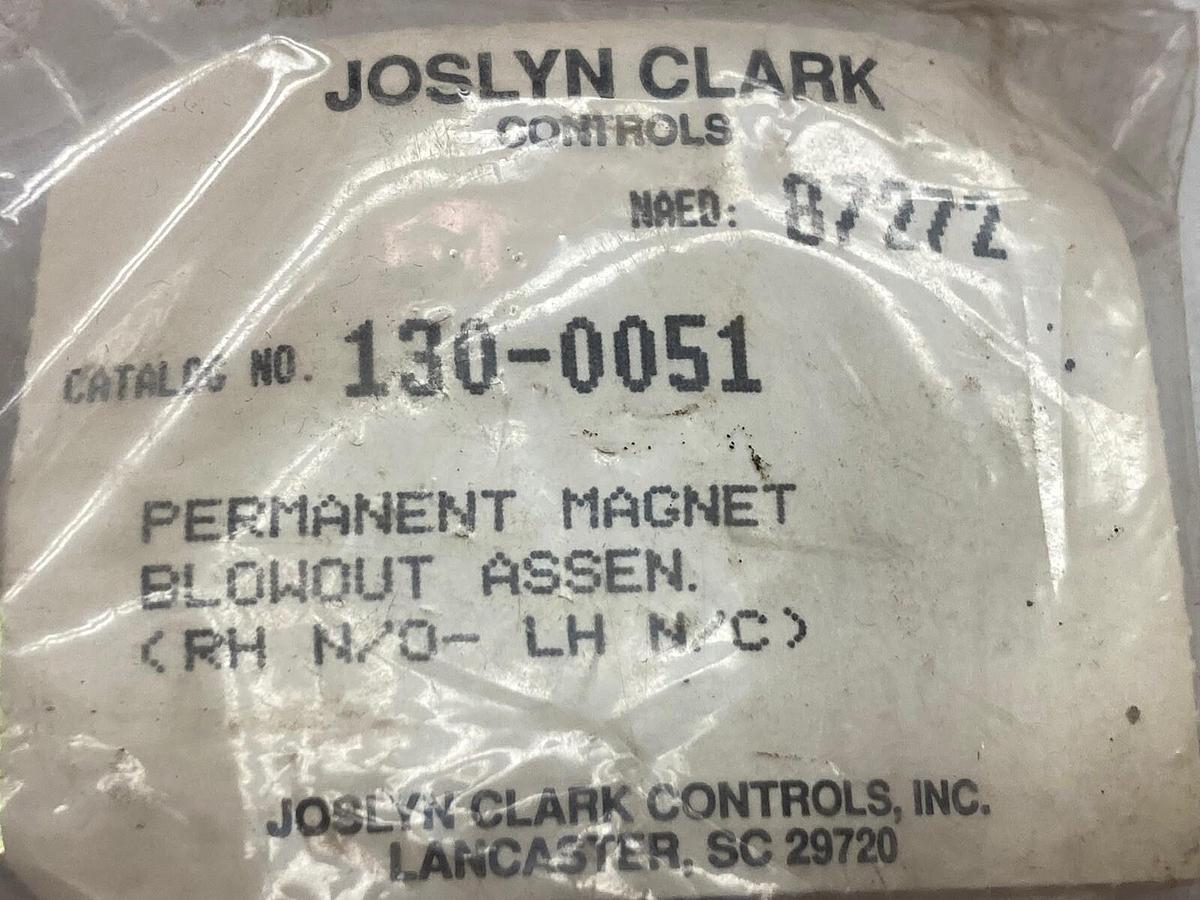 JOSLYN CLARK
CONTROLS
NAED: 87272
CATALOG NO. 130-0051
PERMANENT MAGNET
BLOWOUT ASSEN.
(RH N/O- LH N/C)
JOSLYN CLARK CONTROLS, INC.
LANCASTER, SC 29720